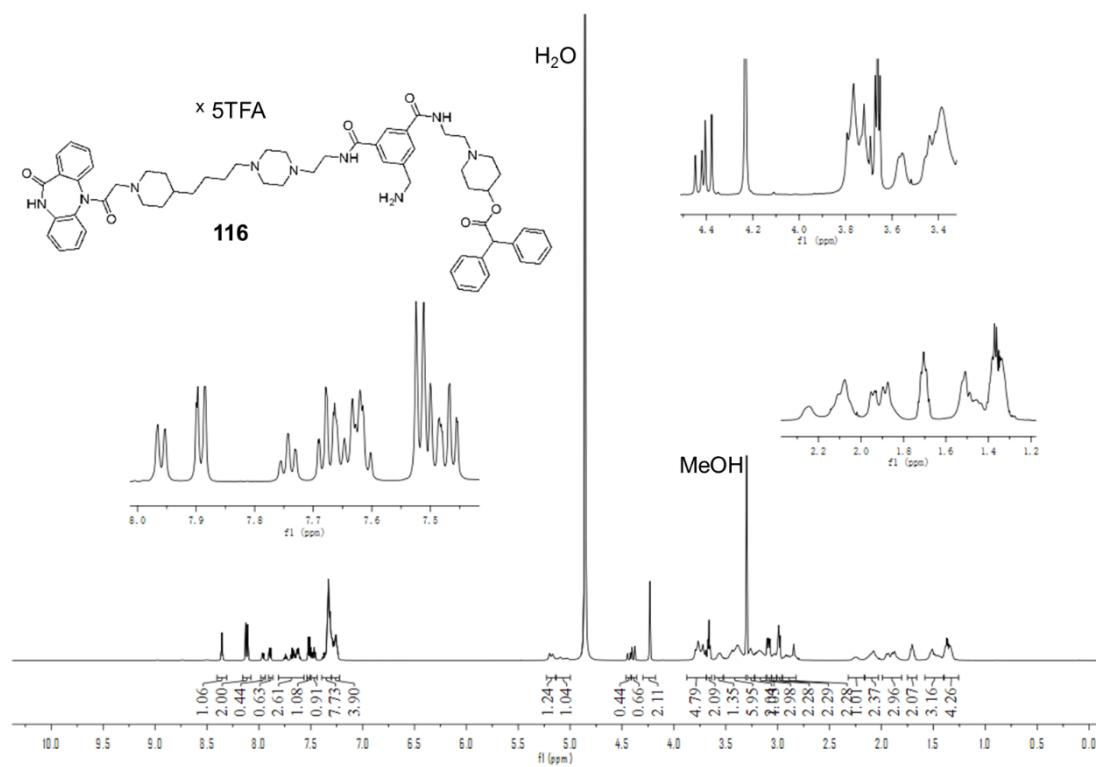 H₂O
x 5TFA
O
NH
O
N
H
N
N
N
H₂N
O
O
N
O
N
N
HN
O
116
4.4 4.2 4.0 3.8 3.6 3.4
f1 (ppm)
8.0 7.9 7.8 7.7 7.6 7.5
f1 (ppm)
2.2 2.0 1.8 1.6 1.4 1.2
f1 (ppm)
MeOH
1.06 2.00 0.44 0.63 2.61 1.08 0.91 7.73 3.90 1.24 1.04 0.44 0.66 2.11 4.79 2.09 1.35 5.95 2.98 2.28 2.29 2.28 1.01 2.37 2.96 2.07 3.16 4.26
10.0 9.5 9.0 8.5 8.0 7.5 7.0 6.5 6.0 5.5 5.0 4.5 4.0 3.5 3.0 2.5 2.0 1.5 1.0 0.5 0.0
f1 (ppm)